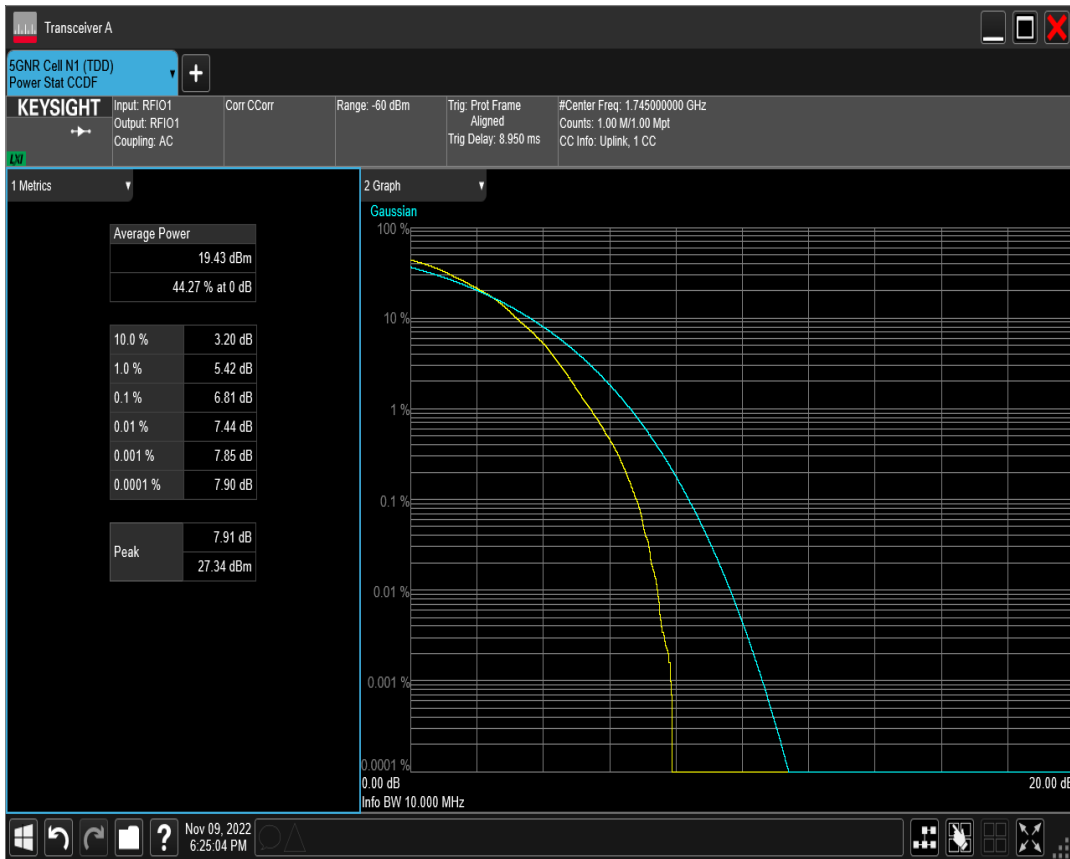 Transceiver A
5GNR Cell N1 (TDD)
Power Stat CCDF
+
KEYSIGHT
LXI
Input: RFIO1
Output: RFIO1
Coupling: AC
Corr CCorr
Range: -60 dBm
Trig: Prot Frame
Aligned
Trig Delay: 8.950 ms
#Center Freq: 1.745000000 GHz
Counts: 1.00 M/1.00 Mpt
CC Info: Uplink, 1 CC
1 Metrics
Average Power
19.43 dBm
44.27 % at 0 dB
10.0 % 3.20 dB
1.0 % 5.42 dB
0.1 % 6.81 dB
0.01 % 7.44 dB
0.001 % 7.85 dB
0.0001 % 7.90 dB
Peak
7.91 dB
27.34 dBm
2 Graph
Gaussian
100 %
10 %
1 %
0.1 %
0.01 %
0.001 %
0.0001 %
0.00 dB
20.00 dB
Info BW 10.000 MHz
?
Nov 09, 2022
6:25:04 PM